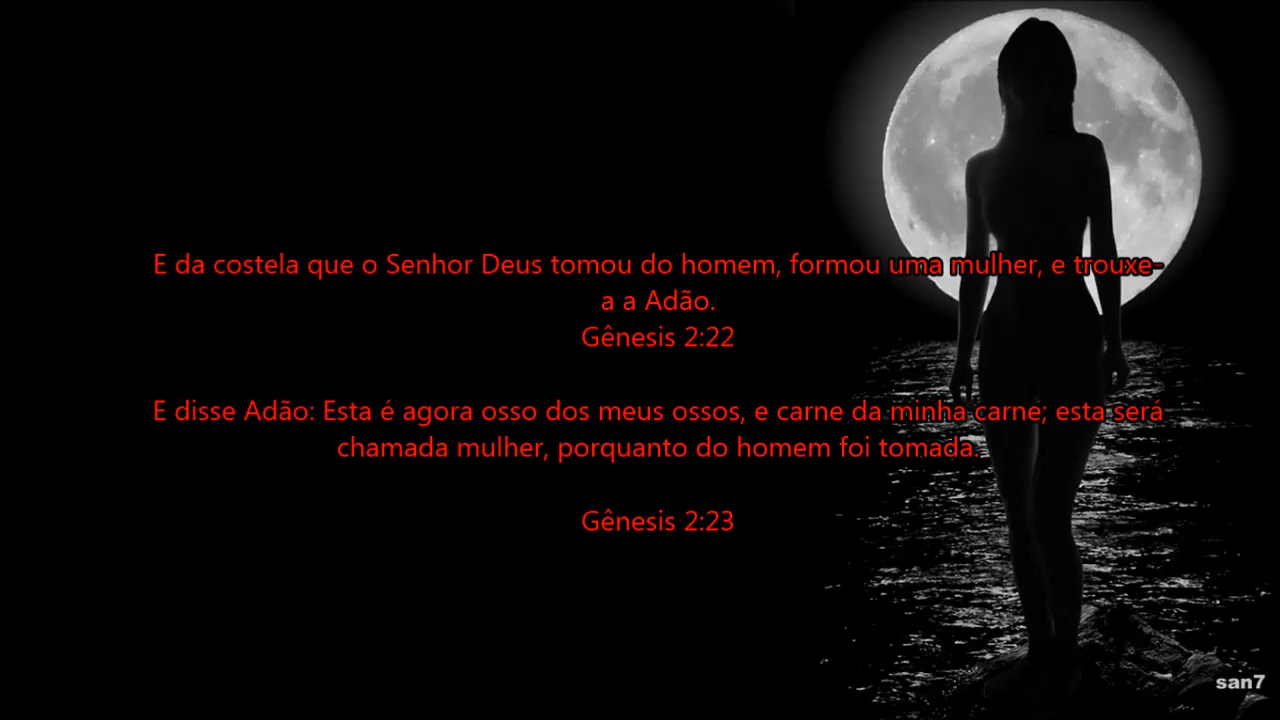 E da costela que o Senhor Deus tomou do homem, formou uma mulher, e trouxe-
a a Adão.
Gênesis 2:22
E disse Adão: Esta é agora osso dos meus ossos, e carne da minha carne; esta será
chamada mulher, porquanto do homem foi tomada.
Gênesis 2:23
san7